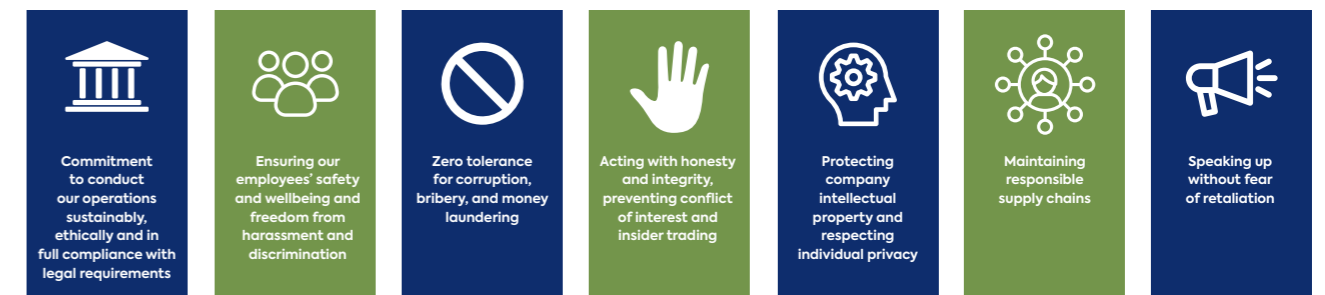 Commitment
to conduct
our operations
sustainably,
ethically and in
full compliance with
legal requirements
Ensuring our
employees’ safety
and wellbeing and
freedom from
harassment and
discrimination
Zero tolerance
for corruption,
bribery, and money
laundering
Acting with honesty
and integrity,
preventing conflict
of interest and
insider trading
Protecting
company
intellectual
property and
respecting
individual privacy
Maintaining
responsible
supply chains
Speaking up
without fear
of retaliation